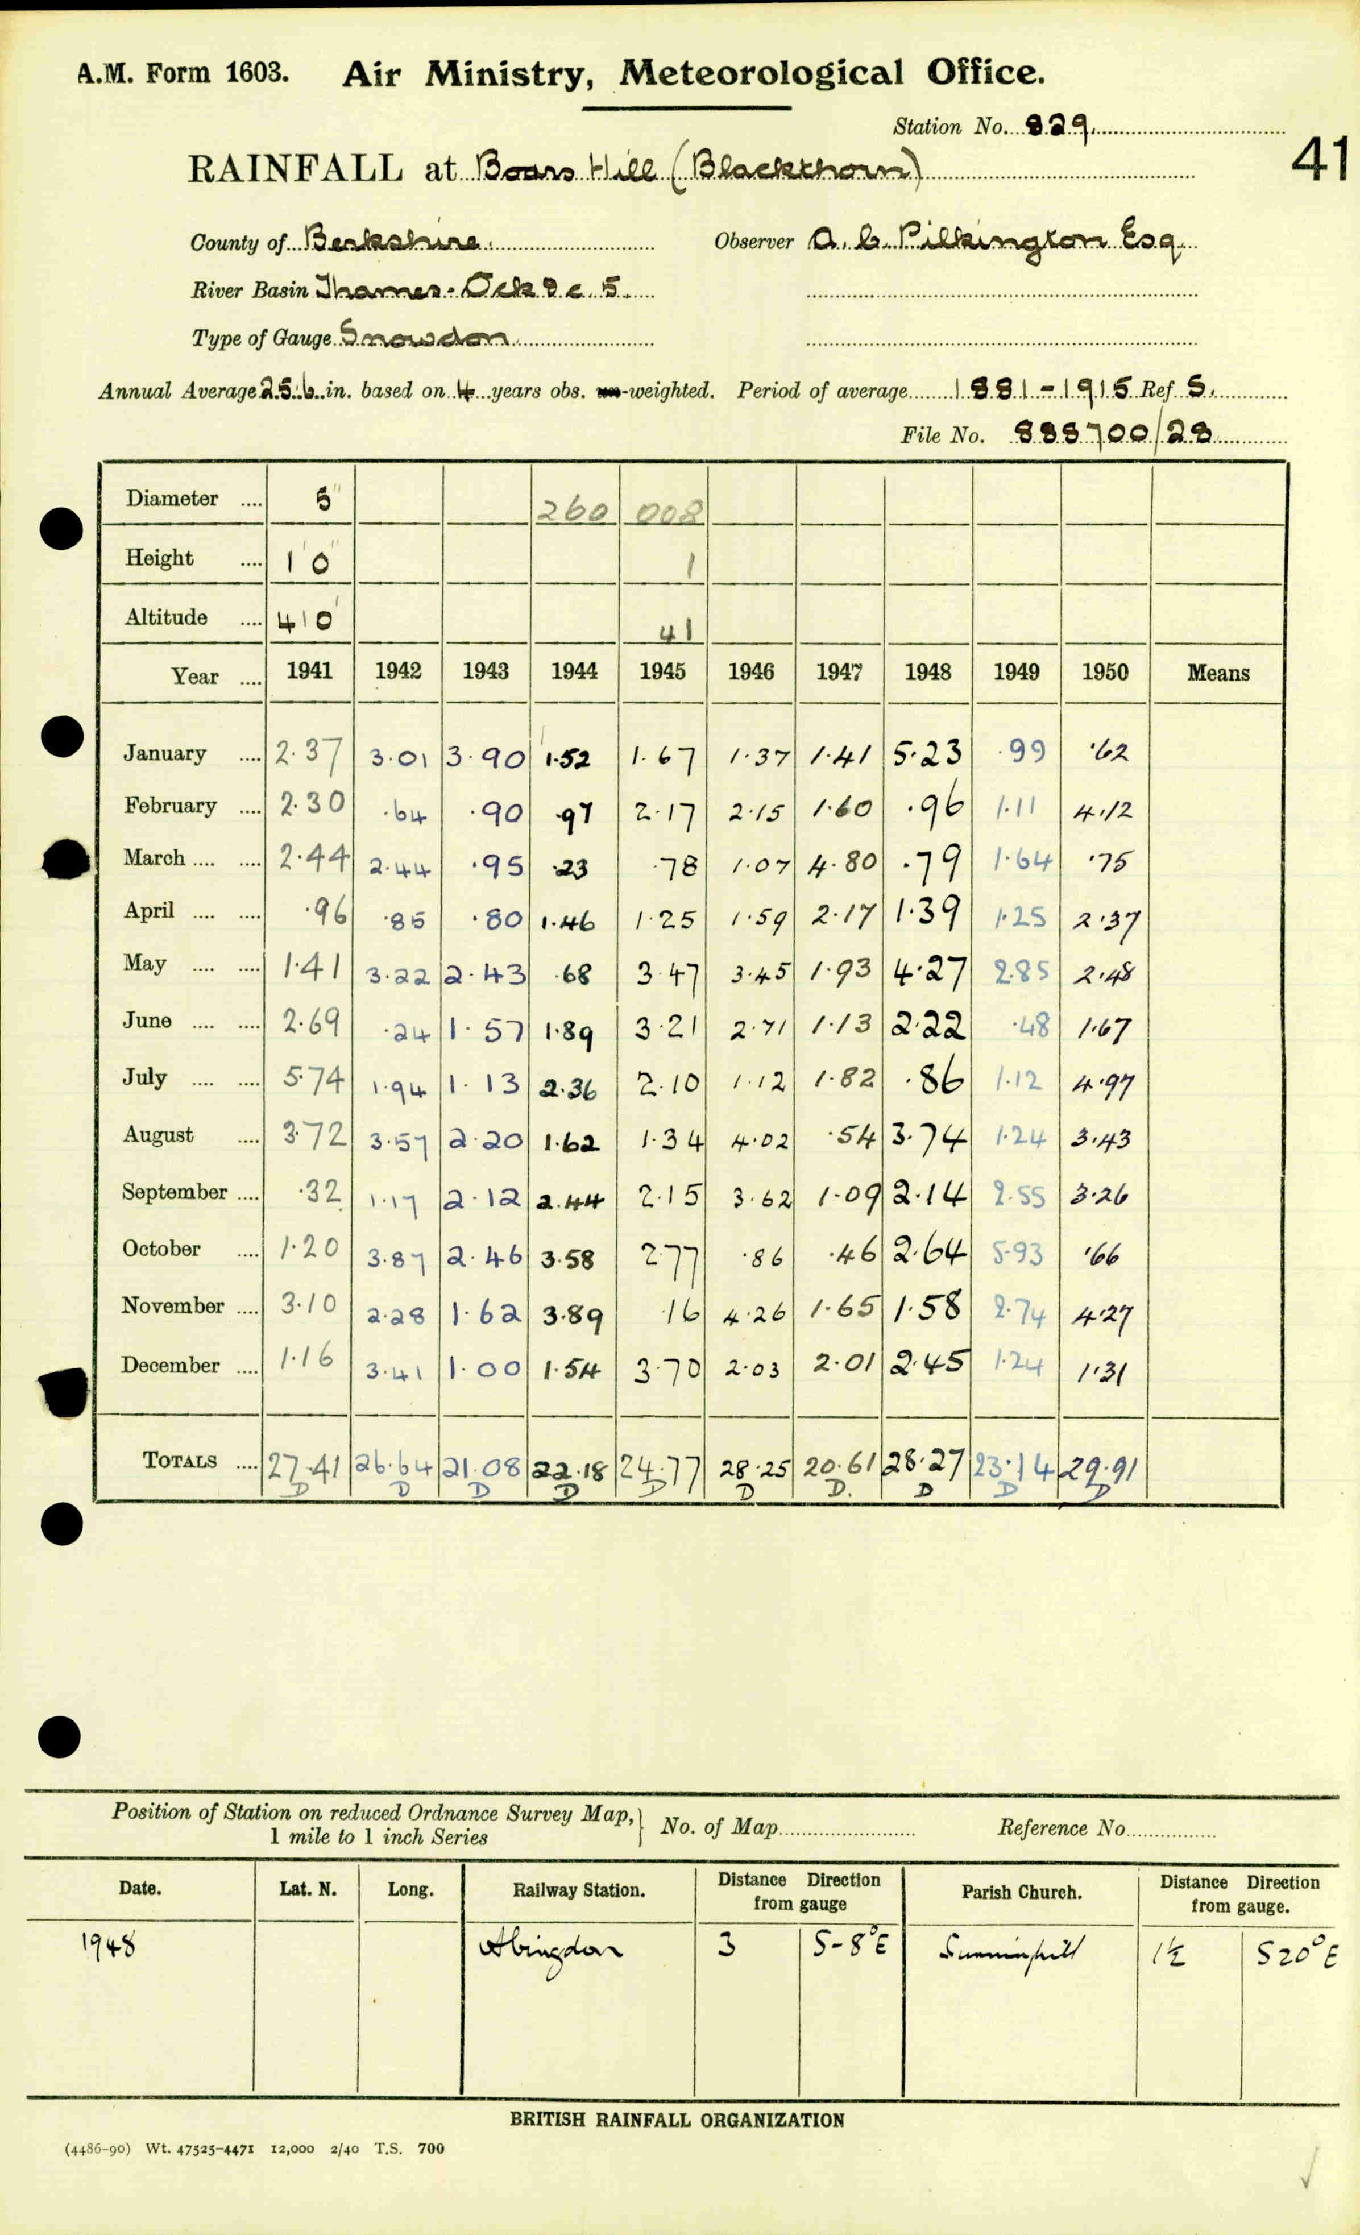 A.M. Form 1603. Air Ministry, Meteorological Office.
Station No. 829
41
RAINFALL at Boars Hill (Blackthorn)
County of Berkshire. Observer A. C. Pilkington Esq.
River Basin Thames-Ock 9c 5.
Type of Gauge Snowdon.
Annual Average 25.6 in. based on 4 years obs. un-weighted. Period of average 1881-1915 Ref S.
File No. 888700/28
Diameter .... 5" 260 008
Height .... 1' 0" 1
Altitude .... 410' 41
Year .... 1941 1942 1943 1944 1945 1946 1947 1948 1949 1950 Means
January .... 2.37 3.01 3.90 1.52 1.67 1.37 1.41 5.23 .99 .62
February .... 2.30 .64 .90 .97 2.17 2.15 1.60 .96 1.11 4.12
March .... .... 2.44 2.44 .95 .23 .78 1.07 4.80 .79 1.64 .75
April .... .... .96 .85 .80 1.46 1.25 1.59 2.17 1.39 1.25 2.37
May .... .... 1.41 3.22 2.43 .68 3.47 3.45 1.93 4.27 2.85 2.48
June .... .... 2.69 .24 1.57 1.89 3.21 2.71 1.13 2.22 .48 1.67
July .... .... 5.74 1.94 1.13 2.36 2.10 1.12 1.82 .86 1.12 4.97
August .... 3.72 3.57 2.20 1.62 1.34 4.02 .54 3.74 1.24 3.43
September .... .32 1.17 2.12 2.44 2.15 3.62 1.09 2.14 2.55 3.26
October .... 1.20 3.87 2.46 3.58 2.77 .86 .46 2.64 5.93 .66
November .... 3.10 2.28 1.62 3.89 .16 4.26 1.65 1.58 2.74 4.27
December .... 1.16 3.41 1.00 1.54 3.70 2.03 2.01 2.45 1.24 1.31
TOTALS .... 27.41 26.64 21.08 22.18 24.77 28.25 20.61 28.27 23.14 29.91
D D D D D D D. D D D
Position of Station on reduced Ordnance Survey Map, } No. of Map Reference No.
1 mile to 1 inch Series
Date. Lat. N. Long. Railway Station. Distance Direction from gauge Parish Church. Distance Direction from gauge.
1948 Abingdon 3 S-8°E Sunninghill 1½ S20°E
BRITISH RAINFALL ORGANIZATION
(4486-90) Wt. 47525-4471 12,000 2/40 T.S. 700